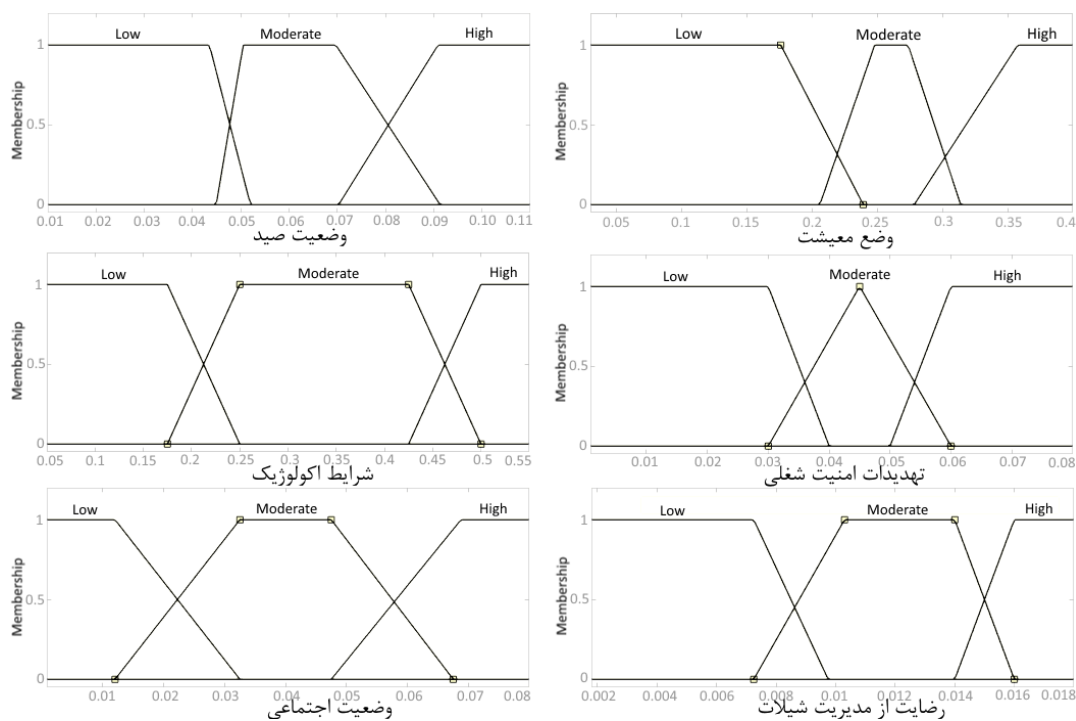 Low Moderate High
Membership
1
0.5
0
0.01 0.02 0.03 0.04 0.05 0.06 0.07 0.08 0.09 0.10 0.11
وضعیت صید
Low Moderate High
Membership
1
0.5
0
0.05 0.1 0.15 0.2 0.25 0.3 0.35 0.4
وضع معیشت
Low Moderate High
Membership
1
0.5
0
0.05 0.1 0.15 0.2 0.25 0.3 0.35 0.4 0.45 0.5 0.55
شرایط اکولوژیک
Low Moderate High
Membership
1
0.5
0
0.01 0.02 0.03 0.04 0.05 0.06 0.07 0.08
تهدیدات امنیت شغلی
Low Moderate High
Membership
1
0.5
0
0.01 0.02 0.03 0.04 0.05 0.06 0.07 0.08
وضعیت اجتماعی
Low Moderate High
Membership
1
0.5
0
0.002 0.004 0.006 0.008 0.01 0.012 0.014 0.016 0.018
رضایت از مدیریت شیلات